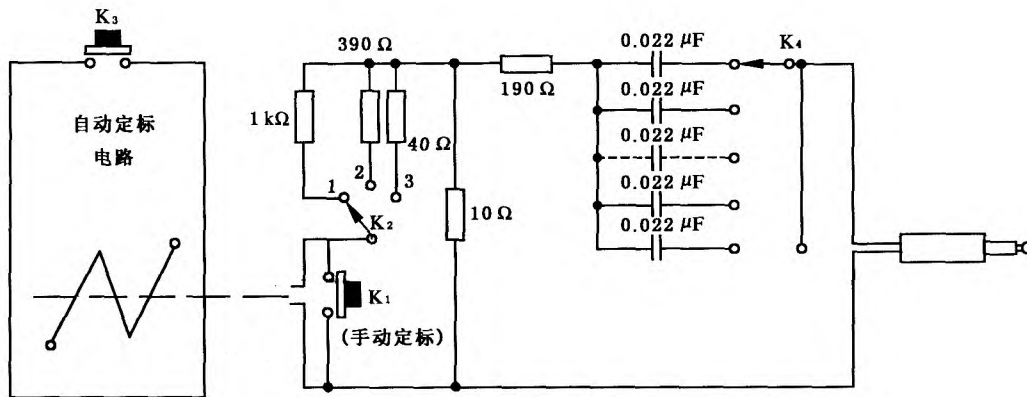 K₃
自动定标
电路
390 Ω
1 kΩ
40 Ω
2
1
3
K₂
K₁
(手动定标)
10 Ω
190 Ω
0.022 μF
K₄
0.022 μF
0.022 μF
0.022 μF
0.022 μF